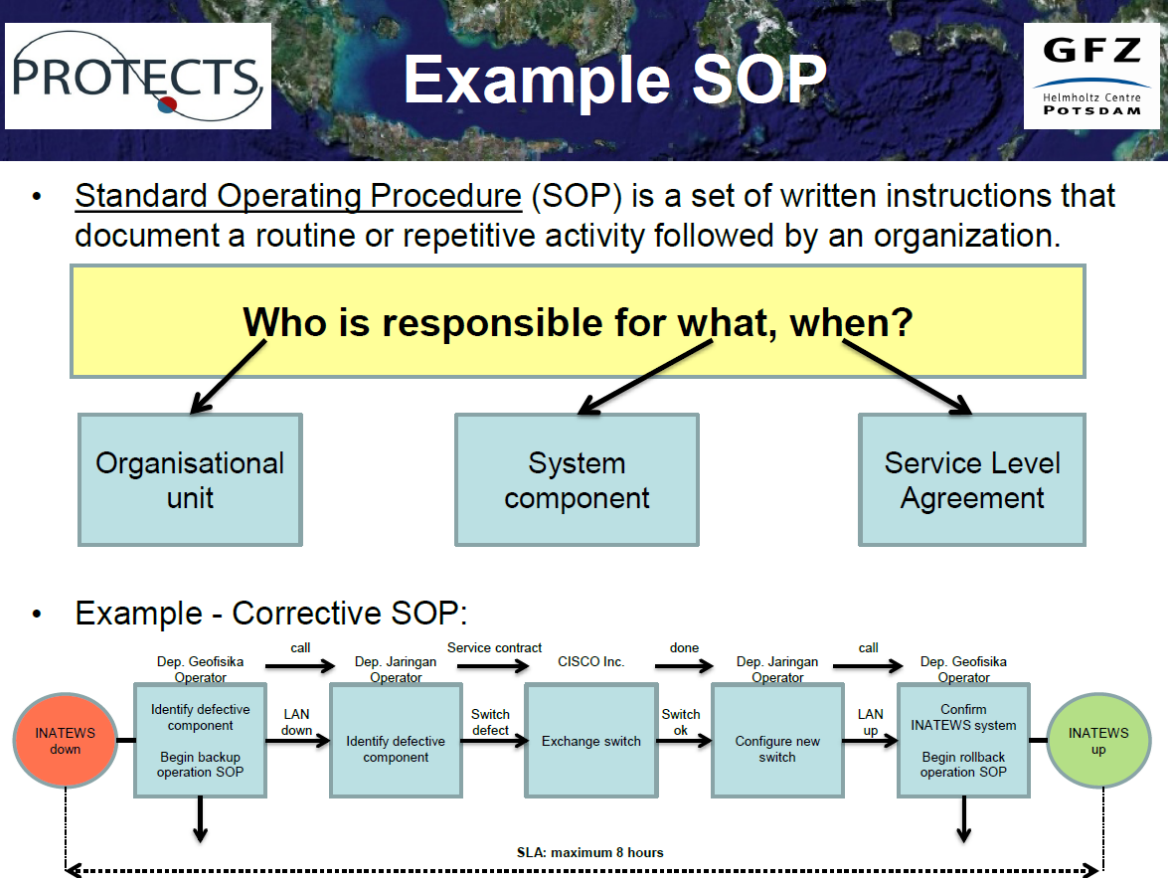 PROTECTS
Example SOP
GFZ
Helmholtz Centre
POTSDAM
• Standard Operating Procedure (SOP) is a set of written instructions that
document a routine or repetitive activity followed by an organization.
Who is responsible for what, when?
Organisational
unit
System
component
Service Level
Agreement
• Example - Corrective SOP:
INATEWS
down
Dep. Geofisika
Operator
Identify defective
component
Begin backup
operation SOP
call
LAN
down
Dep. Jaringan
Operator
Identify defective
component
Service contract
Switch
defect
CISCO Inc.
Exchange switch
done
Switch
ok
Dep. Jaringan
Operator
Configure new
switch
call
LAN
up
Dep. Geofisika
Operator
Confirm
INATEWS system
Begin rollback
operation SOP
INATEWS
up
SLA: maximum 8 hours